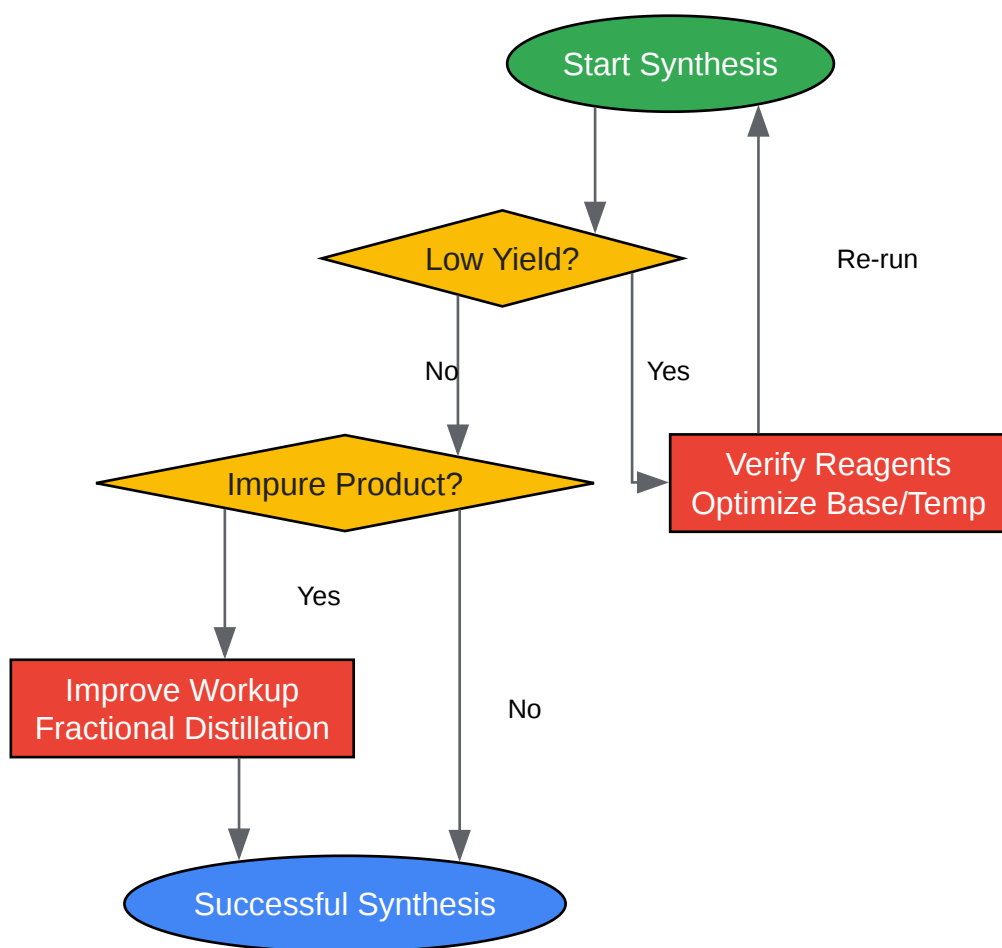 Start Synthesis
Low Yield?
Re-run
No
Yes
Verify Reagents
Optimize Base/Temp
Impure Product?
Yes
Improve Workup
Fractional Distillation
No
Successful Synthesis